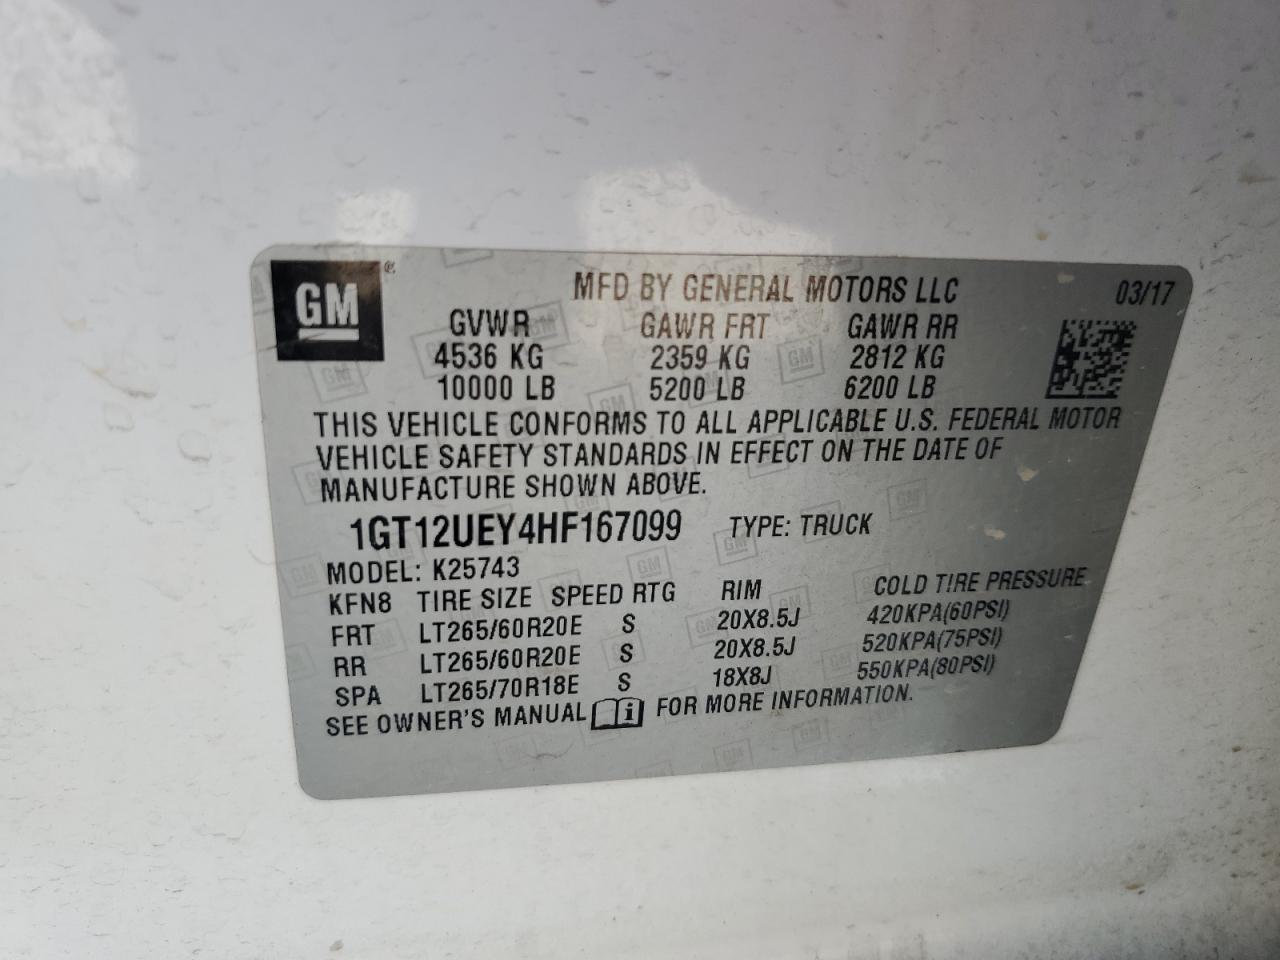 GM ® MFD BY GENERAL MOTORS LLC 03/17
GVWR GAWR FRT GAWR RR
4536 KG 2359 KG 2812 KG
10000 LB 5200 LB 6200 LB
THIS VEHICLE CONFORMS TO ALL APPLICABLE U.S. FEDERAL MOTOR
VEHICLE SAFETY STANDARDS IN EFFECT ON THE DATE OF
MANUFACTURE SHOWN ABOVE.
1GT12UEY4HF167099 TYPE: TRUCK
MODEL: K25743
KFN8 TIRE SIZE SPEED RTG RIM COLD TIRE PRESSURE
FRT LT265/60R20E S 20X8.5J 420KPA(60PSI)
RR LT265/60R20E S 20X8.5J 520KPA(75PSI)
SPA LT265/70R18E S 18X8J 550KPA(80PSI)
SEE OWNER'S MANUAL i FOR MORE INFORMATION.